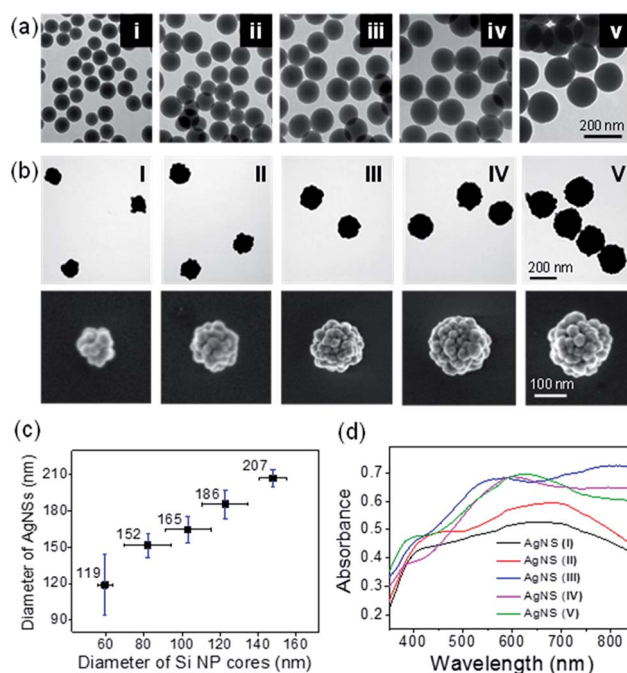 (a)
i
ii
iii
iv
v
200 nm
(b)
I
II
III
IV
V
200 nm
100 nm
(c)
Diameter of AgNSs (nm)
210
180
150
120
90
119
152
165
186
207
60
80
100
120
140
160
Diameter of Si NP cores (nm)
(d)
Absorbance
0.7
0.6
0.5
0.4
0.3
0.2
AgNS (I)
AgNS (II)
AgNS (III)
AgNS (IV)
AgNS (V)
400
500
600
700
800
Wavelength (nm)